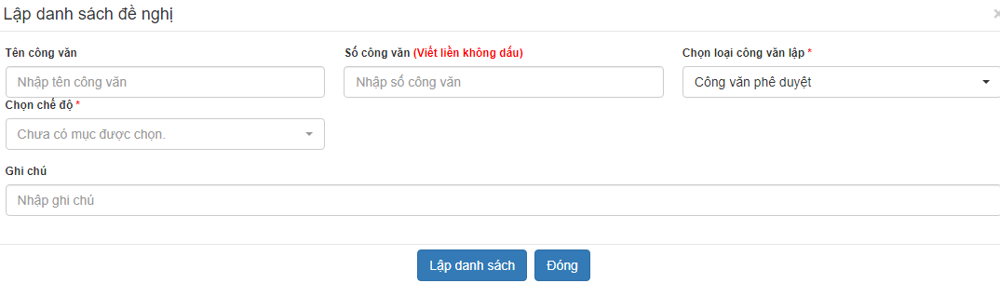 Lập danh sách đề nghị
×
Tên công văn
Số công văn (Viết liền không dấu)
Chọn loại công văn lập *
Nhập tên công văn
Nhập số công văn
Công văn phê duyệt
Chọn chế độ *
Chưa có mục được chọn.
Ghi chú
Nhập ghi chú
Lập danh sách
Đóng